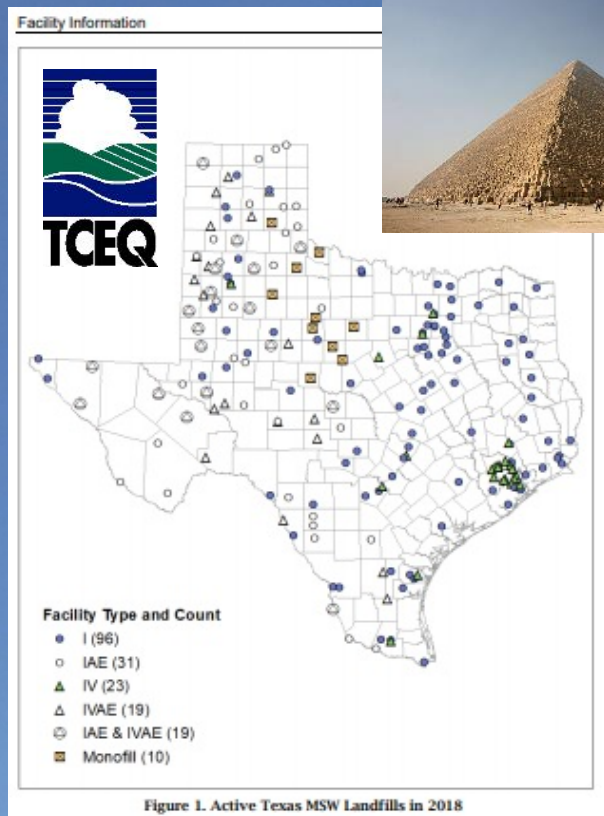 Facility Information
TCEQ
Facility Type and Count
I (96)
IAE (31)
IV (23)
IVAE (19)
IAE & IVAE (19)
Monofill (10)
Figure 1. Active Texas MSW Landfills in 2018